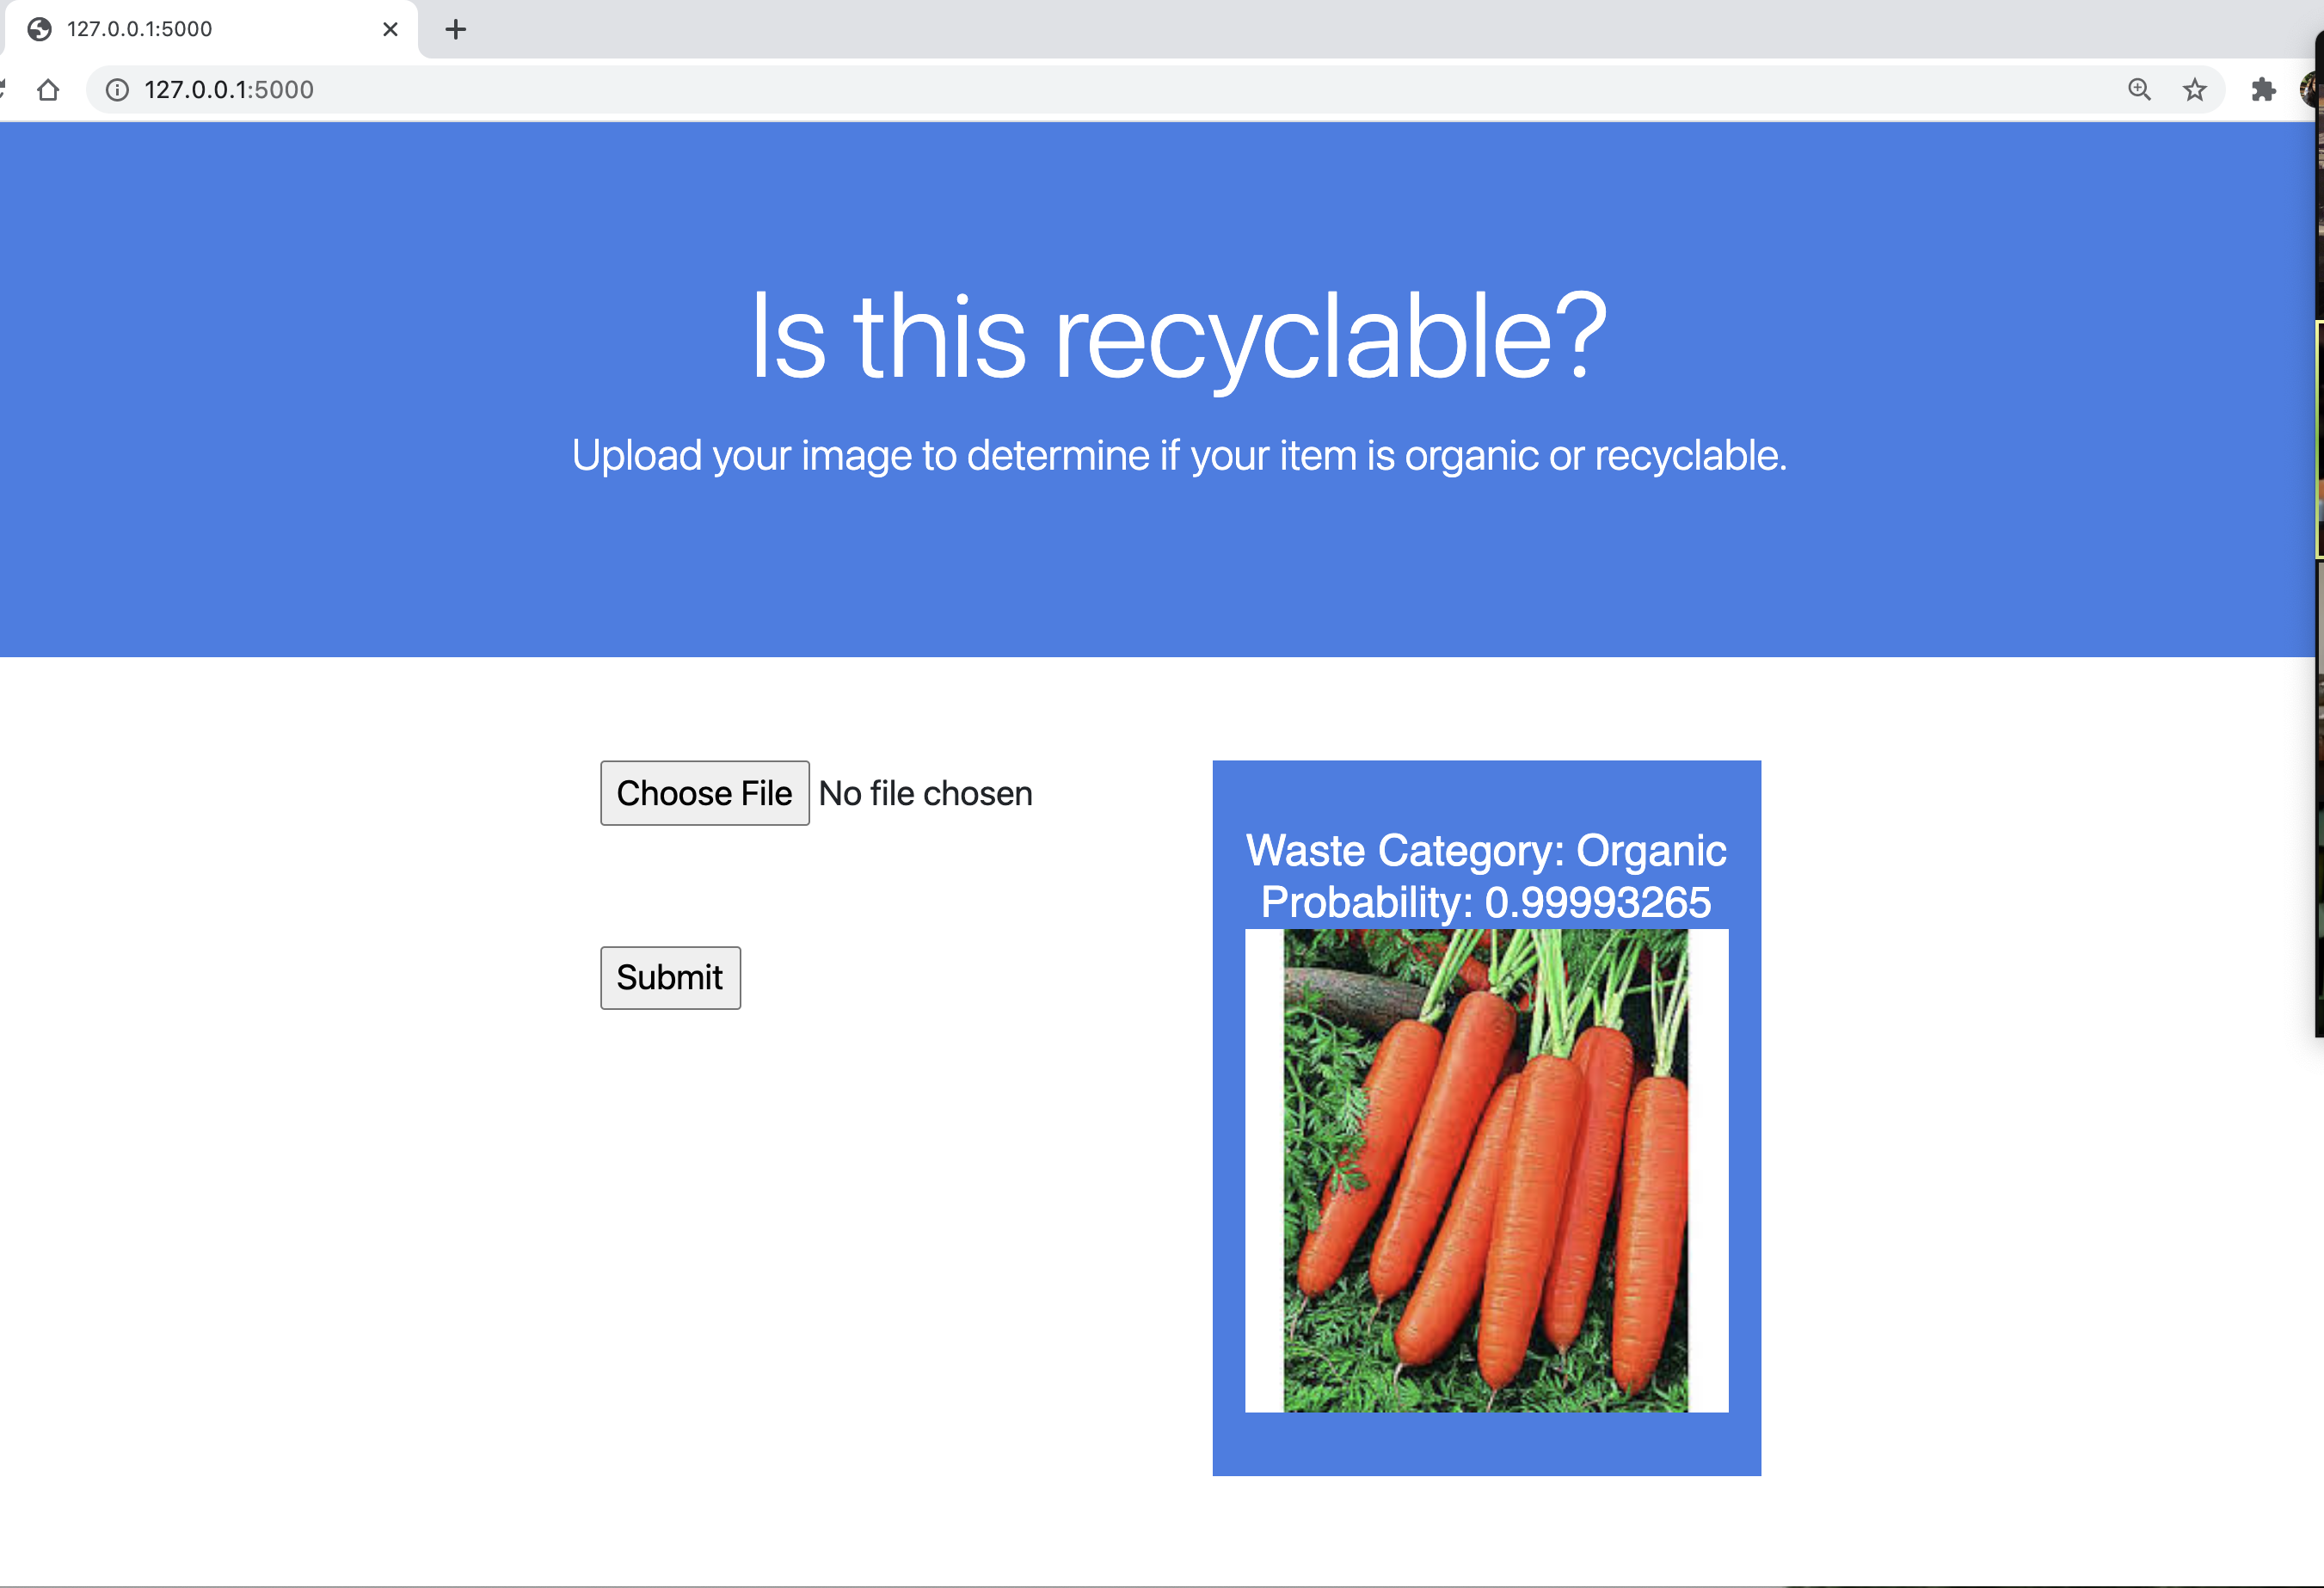 127.0.0.1:5000
127.0.0.1:5000
Is this recyclable?
Upload your image to determine if your item is organic or recyclable.
Choose File No file chosen
Submit
Waste Category: Organic
Probability: 0.99993265